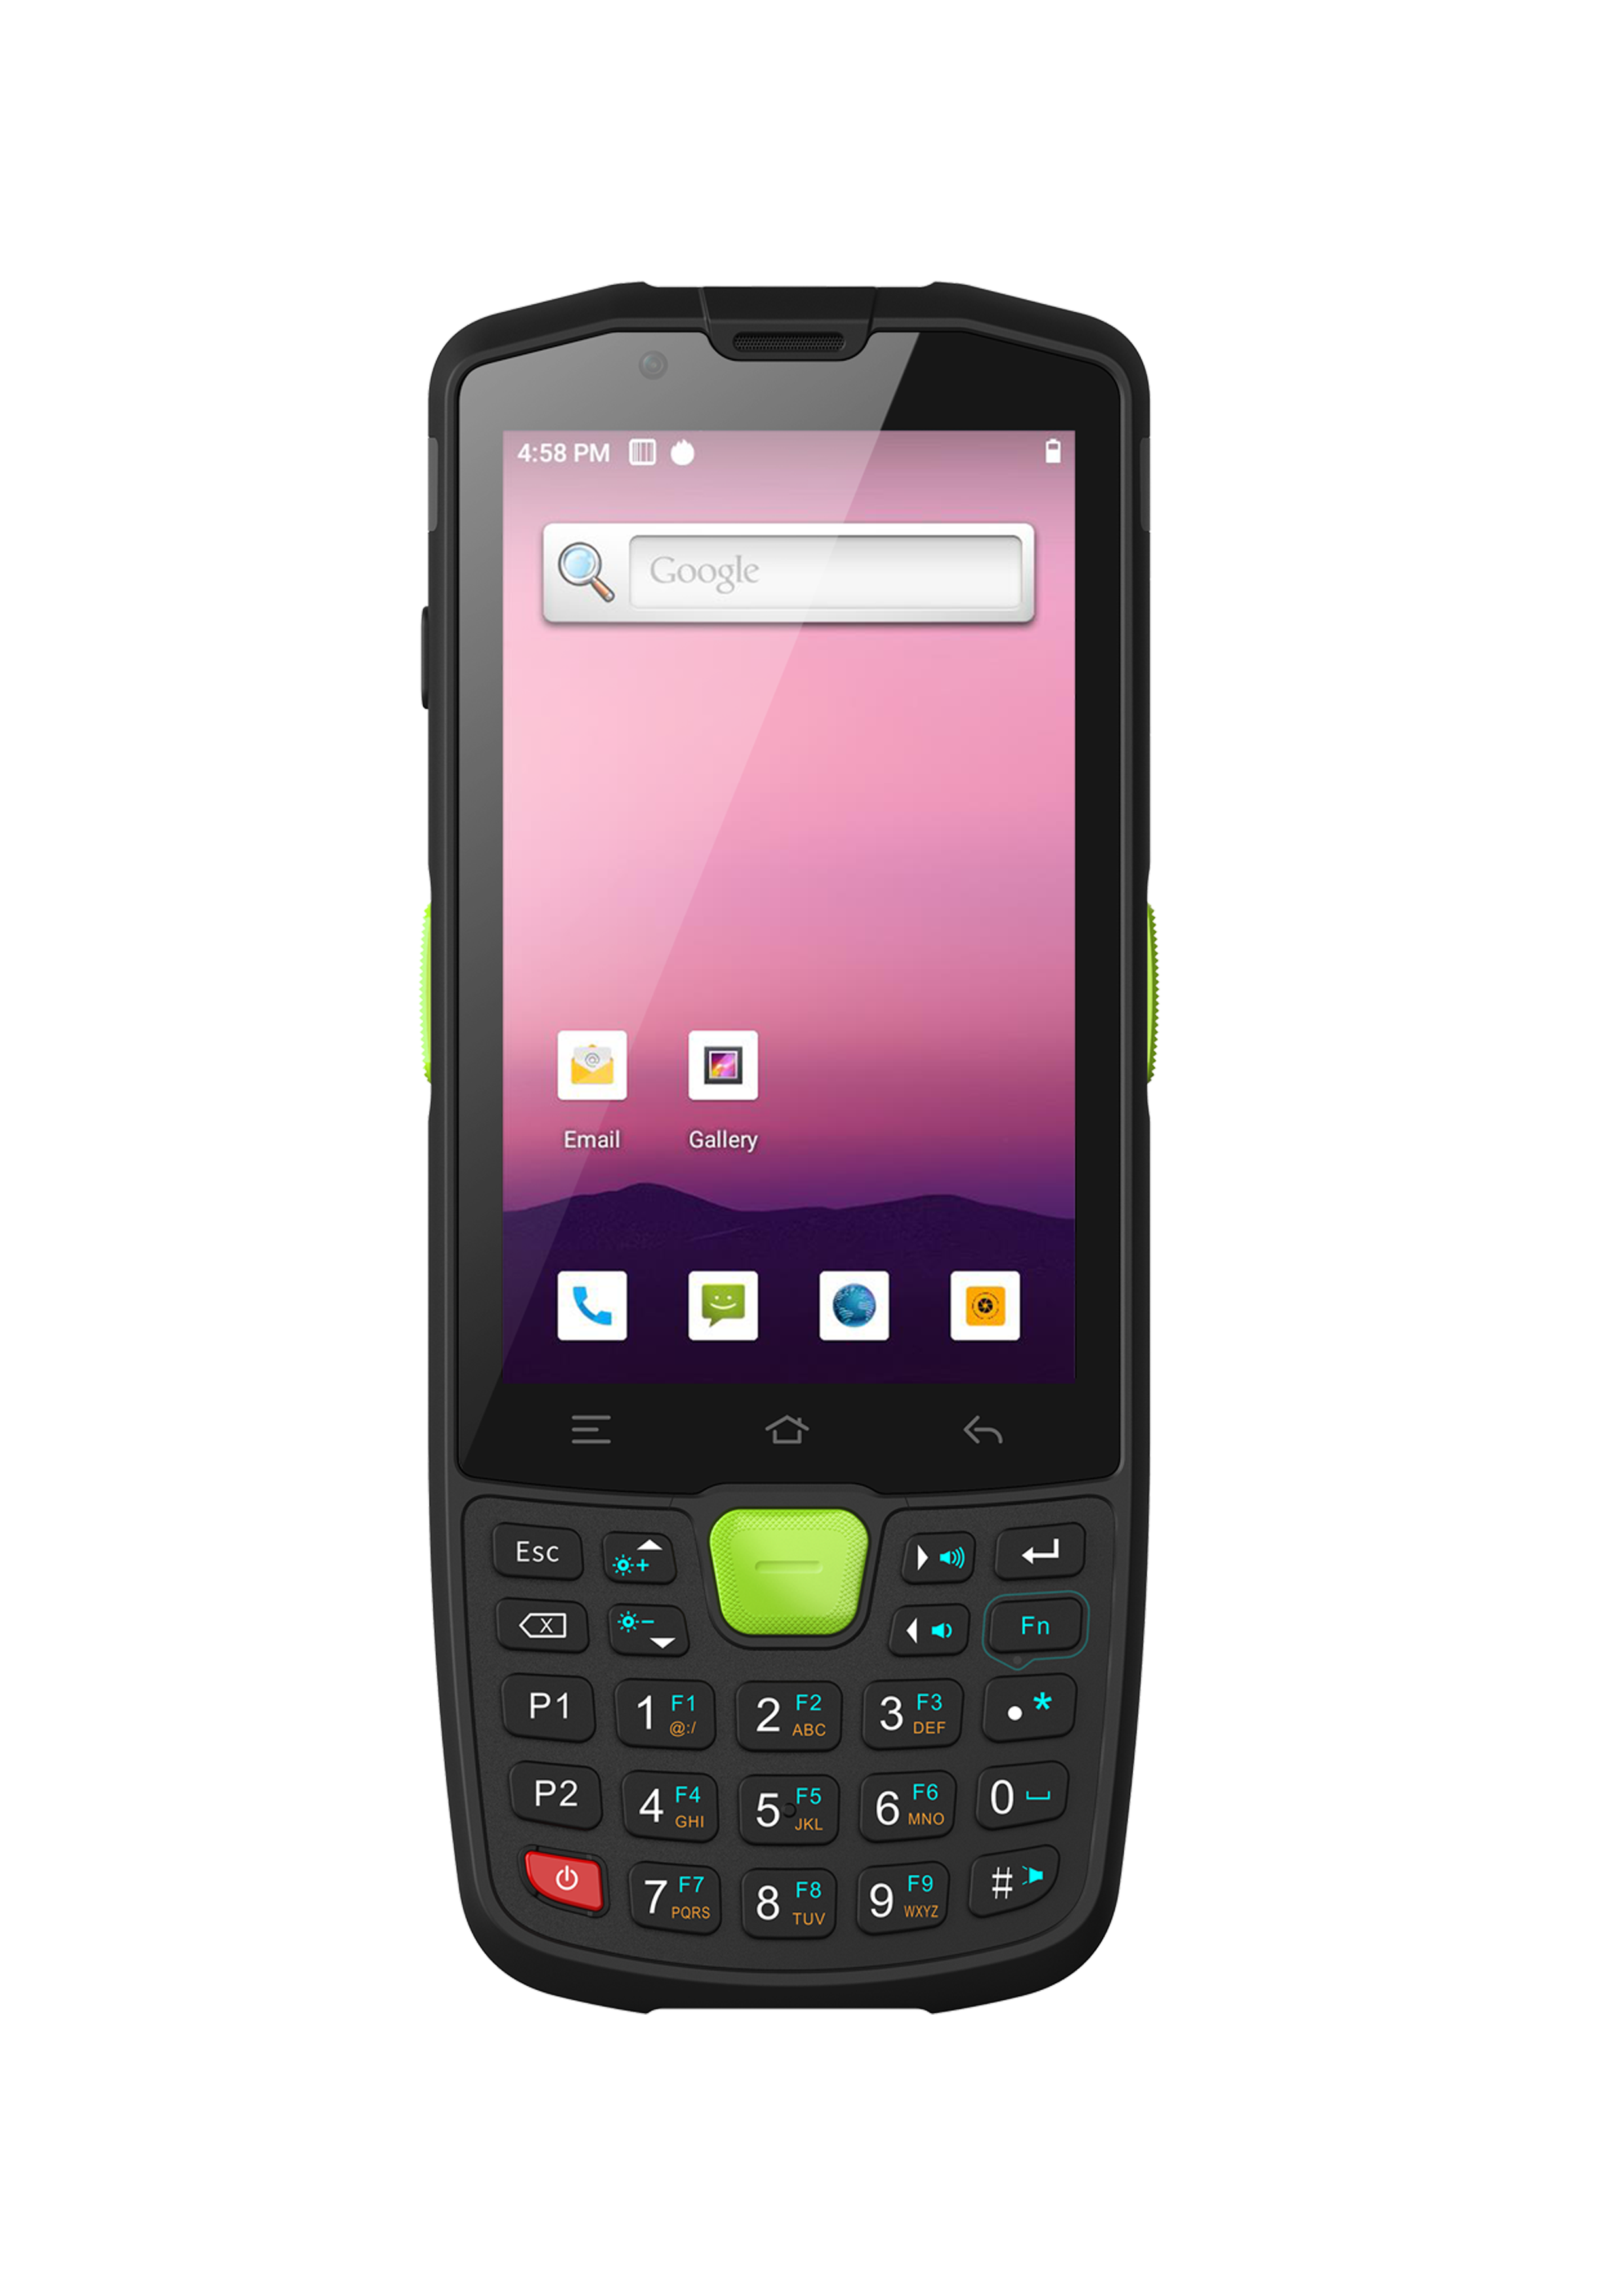 4:58 PM
Google
Email Gallery
Esc + 
X - Fn
P1 1 F1 @:/ 2 F2 ABC 3 F3 DEF . *
P2 4 F4 GHI 5 F5 JKL 6 F6 MNO 0
7 F7 PQRS 8 F8 TUV 9 F9 WXYZ #